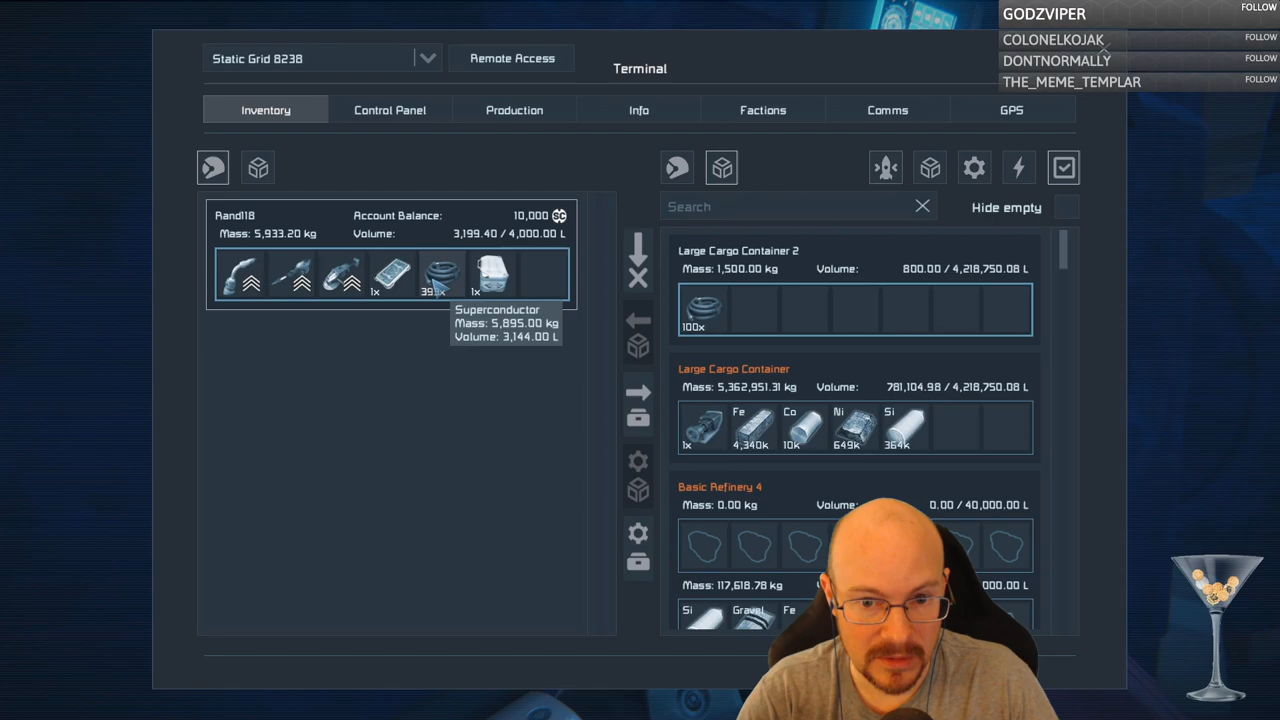 GODZVIPER FOLLOW
COLONELKOJAK FOLLOW
DONTNORMALLY FOLLOW
THE_MEME_TEMPLAR FOLLOW
Static Grid 8238
Remote Access
Terminal
Inventory
Control Panel
Production
Info
Factions
Comms
GPS
Rand118
Account Balance: 10,000 SC
Mass: 5,933.20 kg
Volume: 3,199.40 / 4,000.00 L
1x
1x
Superconductor
Mass: 5,895.00 kg
Volume: 3,144.00 L
Search
Hide empty
Large Cargo Container 2
Mass: 1,500.00 kg
Volume: 800.00 / 4,218,750.08 L
100x
Large Cargo Container
Mass: 5,362,951.31 kg
Volume: 781,104.98 / 4,218,750.08 L
Fe Co Ni Si
1x 4,340k 10k 649k 364k
Basic Refinery 4
Mass: 0.00 kg
Volume: 0.00 / 40,000.00 L
Mass: 117,618.78 kg
000.00 L
Si Gravel Fe